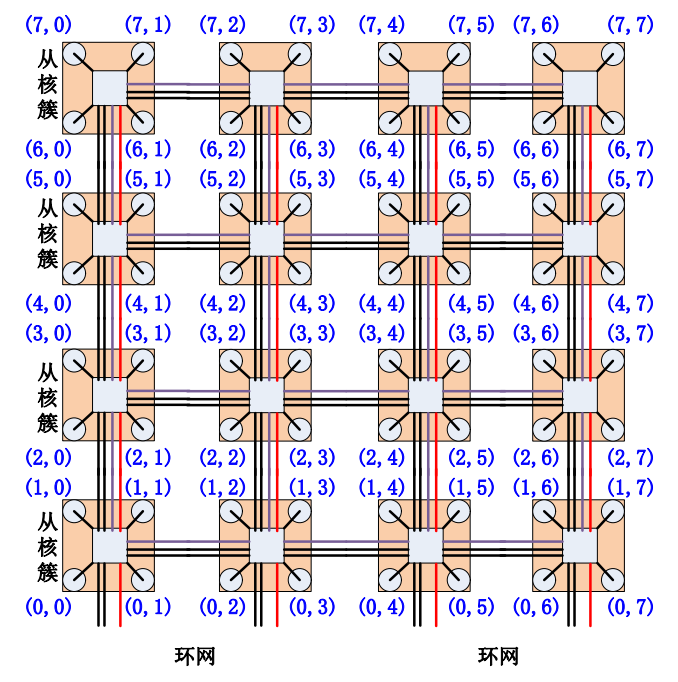 (7,0) (7,1) (7,2) (7,3) (7,4) (7,5) (7,6) (7,7)
从核簇
(6,0) (6,1) (6,2) (6,3) (6,4) (6,5) (6,6) (6,7)
(5,0) (5,1) (5,2) (5,3) (5,4) (5,5) (5,6) (5,7)
从核簇
(4,0) (4,1) (4,2) (4,3) (4,4) (4,5) (4,6) (4,7)
(3,0) (3,1) (3,2) (3,3) (3,4) (3,5) (3,6) (3,7)
从核簇
(2,0) (2,1) (2,2) (2,3) (2,4) (2,5) (2,6) (2,7)
(1,0) (1,1) (1,2) (1,3) (1,4) (1,5) (1,6) (1,7)
从核簇
(0,0) (0,1) (0,2) (0,3) (0,4) (0,5) (0,6) (0,7)
环网 环网